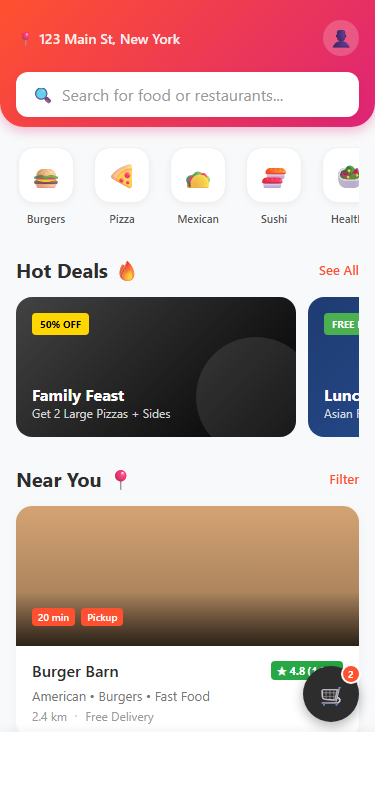 123 Main St, New York
Search for food or restaurants...
Burgers
Pizza
Mexican
Sushi
Hot Deals
See All
50% OFF
FREE
Family Feast
Get 2 Large Pizzas + Sides
Asian
Near You
Filter
20 min
Pickup
Burger Barn
★ 4.8
American • Burgers • Fast Food
2.4 km · Free Delivery
2